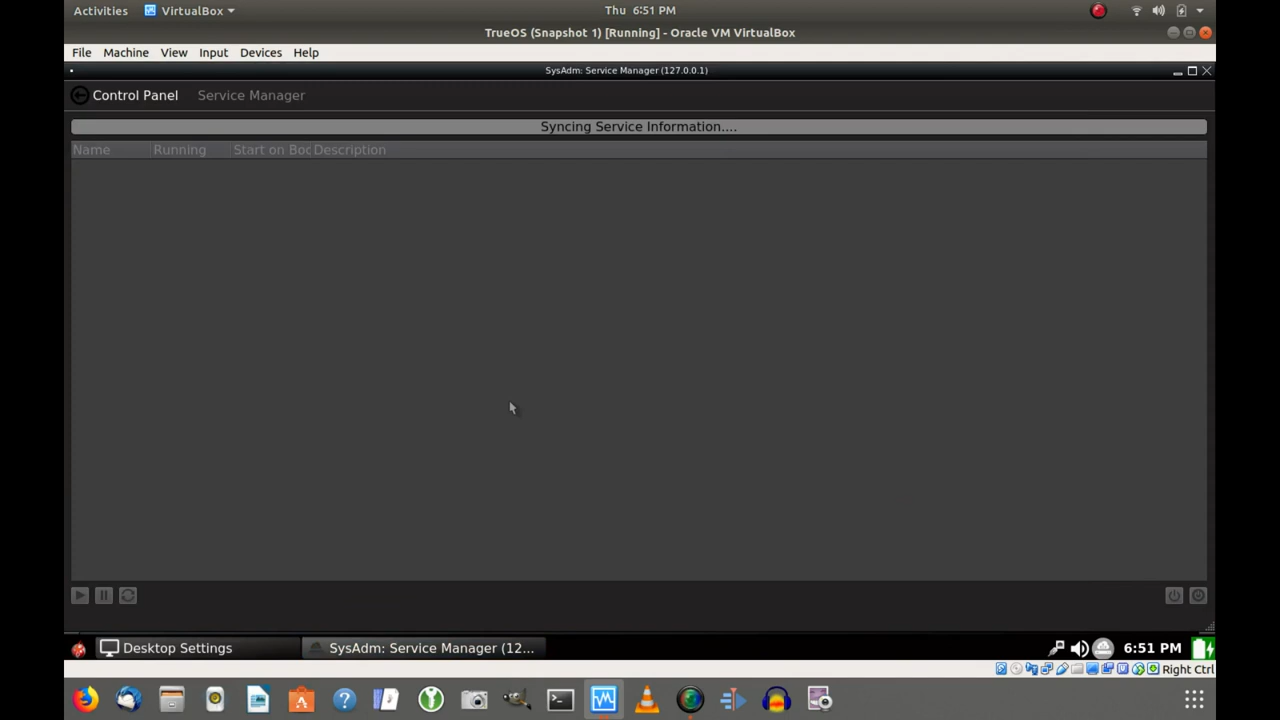 Activities VirtualBox Thu 6:51 PM
TrueOS (Snapshot 1) [Running] - Oracle VM VirtualBox
File Machine View Input Devices Help
SysAdm: Service Manager (127.0.0.1)
Control Panel Service Manager
Syncing Service Information....
Name Running Start on Boo Description
Desktop Settings SysAdm: Service Manager (12... 6:51 PM
Right Ctrl